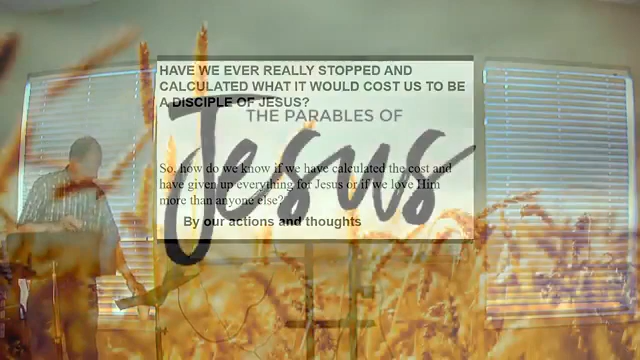 HAVE WE EVER REALLY STOPPED AND
CALCULATED WHAT IT WOULD COST US TO BE
A DISCIPLE OF JESUS?
THE PARABLES OF
Jesus
So, how do we know if we have calculated the cost and
have given up everything for Jesus or if we love Him
more than anyone else?
By our actions and thoughts